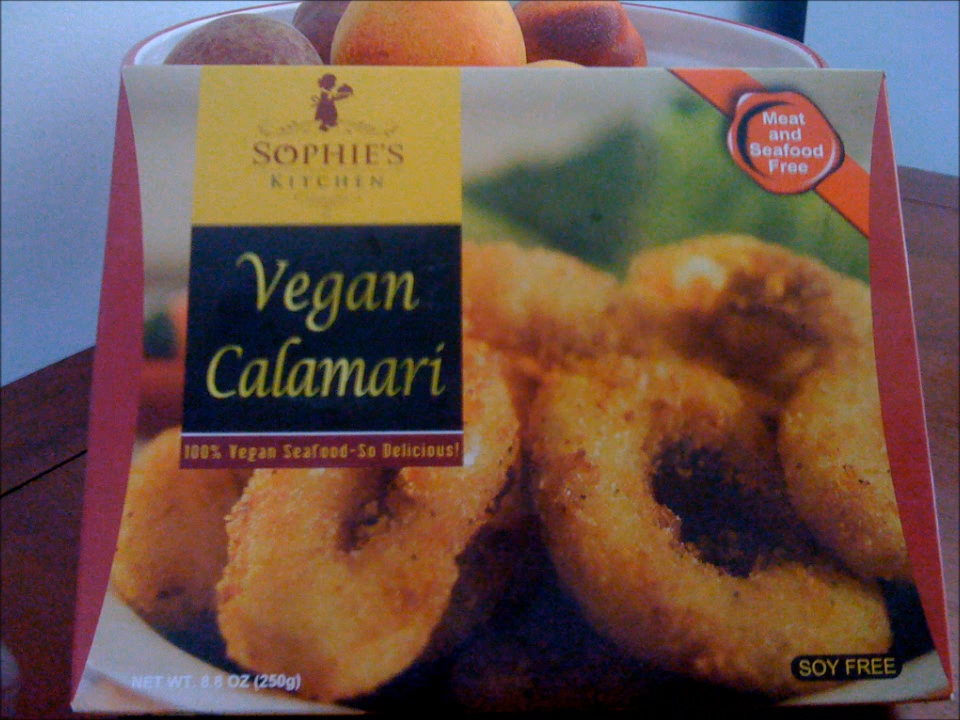 SOPHIE'S
KITCHEN
Meat
and
Seafood
Free
Vegan
Calamari
100% Vegan Seafood-So Delicious!
NET WT. 8.8 OZ (250g)
SOY FREE